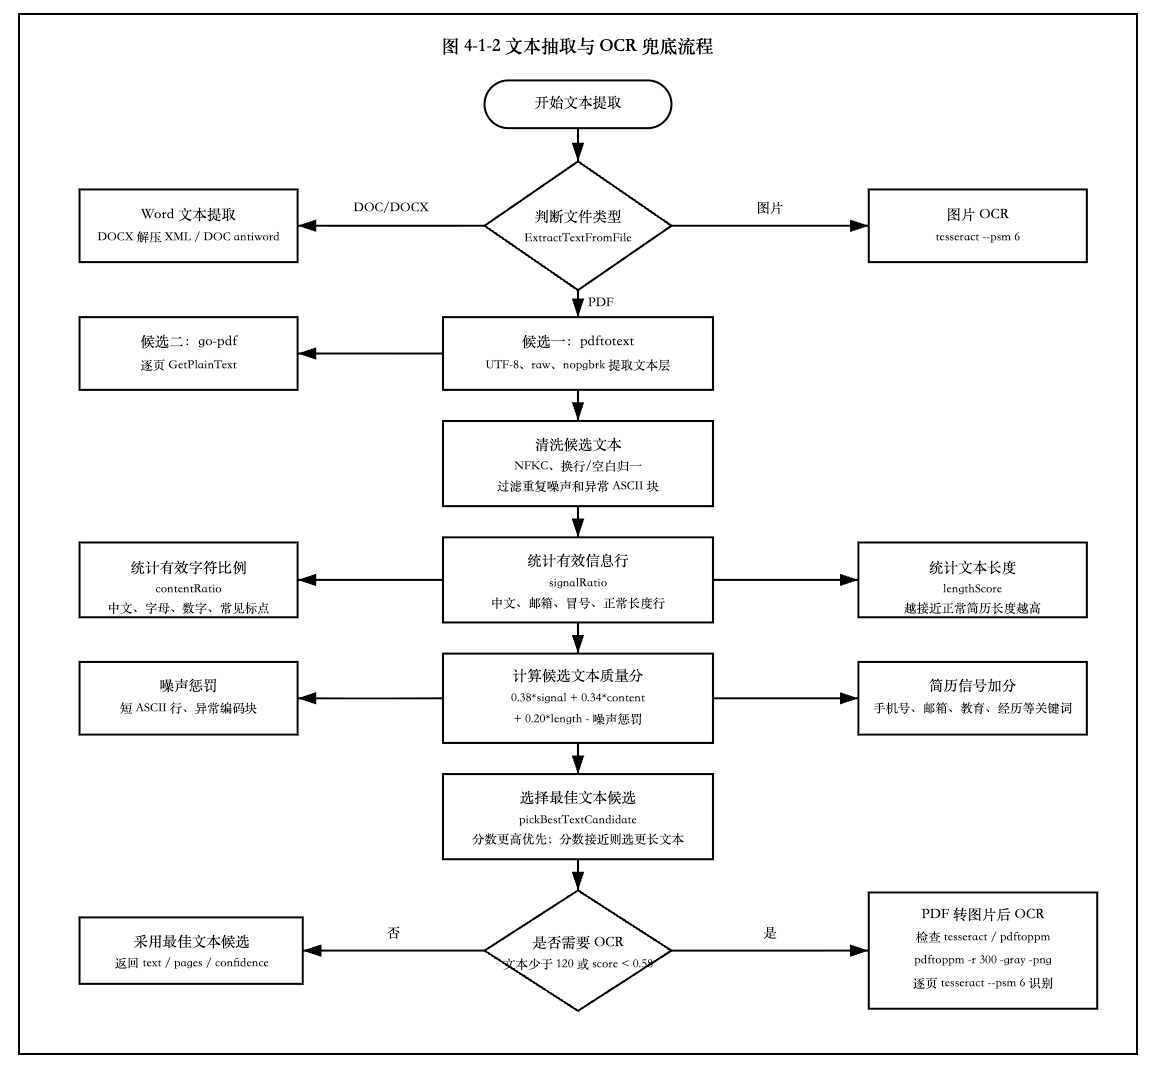 图 4-1-2 文本抽取与 OCR 兜底流程
开始文本提取
判断文件类型
ExtractTextFromFile
DOC/DOCX
Word 文本提取
DOCX 解压 XML / DOC antiword
图片
图片 OCR
tesseract --psm 6
PDF
候选一：pdftotext
UTF-8、raw、nopgbrk 提取文本层
候选二：go-pdf
逐页 GetPlainText
清洗候选文本
NFKC、换行/空白归一
过滤重复噪声和异常 ASCII 块
统计有效字符比例
contentRatio
中文、字母、数字、常见标点
统计有效信息行
signalRatio
中文、邮箱、冒号、正常长度行
统计文本长度
lengthScore
越接近正常简历长度越高
噪声惩罚
短 ASCII 行、异常编码块
计算候选文本质量分
0.38*signal + 0.34*content
+ 0.20*length - 噪声惩罚
简历信号加分
手机号、邮箱、教育、经历等关键词
选择最佳文本候选
pickBestTextCandidate
分数更高优先；分数接近则选更长文本
是否需要 OCR
文本少于 120 或 score < 0.58
否
采用最佳文本候选
返回 text / pages / confidence
是
PDF 转图片后 OCR
检查 tesseract / pdftoppm
pdftoppm -r 300 -gray -png
逐页 tesseract --psm 6 识别